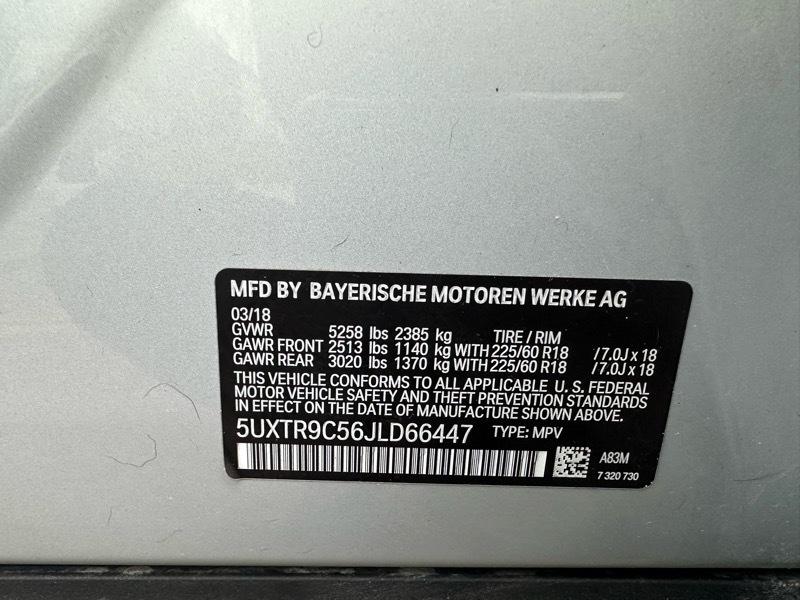 MFD BY BAYERISCHE MOTOREN WERKE AG
03/18
GVWR 5258 lbs 2385 kg TIRE / RIM
GAWR FRONT 2513 lbs 1140 kg WITH 225/60 R18 / 7.0J x 18
GAWR REAR 3020 lbs 1370 kg WITH 225/60 R18 / 7.0J x 18
THIS VEHICLE CONFORMS TO ALL APPLICABLE U. S. FEDERAL
MOTOR VEHICLE SAFETY AND THEFT PREVENTION STANDARDS
IN EFFECT ON THE DATE OF MANUFACTURE SHOWN ABOVE.
5UXTR9C56JLD66447 TYPE: MPV
A83M
7 320 730